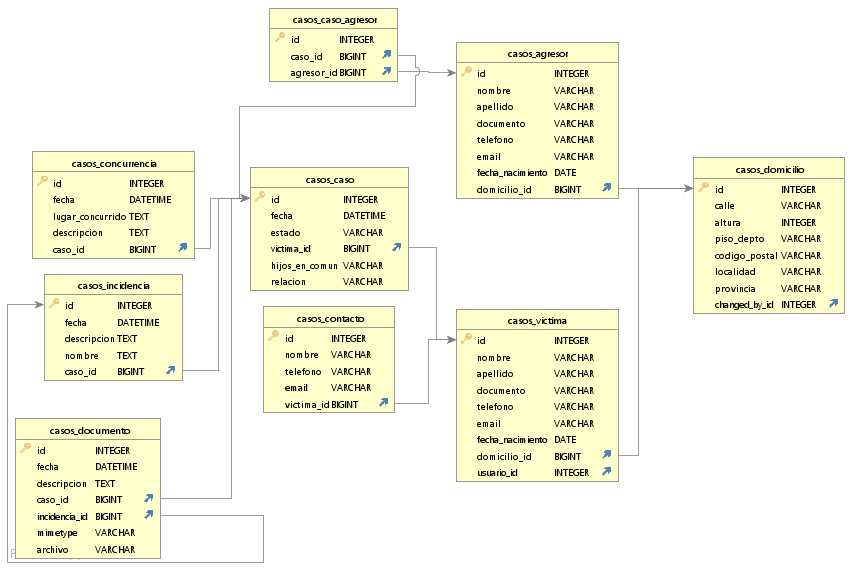 casos_caso_agresor
id INTEGER
caso_id BIGINT
agresor_id BIGINT
casos_agresor
id INTEGER
nombre VARCHAR
apellido VARCHAR
documento VARCHAR
telefono VARCHAR
email VARCHAR
fecha_nacimiento DATE
domicilio_id BIGINT
casos_concurrencia
id INTEGER
fecha DATETIME
lugar_concurrido TEXT
descripcion TEXT
caso_id BIGINT
casos_caso
id INTEGER
fecha DATETIME
estado VARCHAR
victima_id BIGINT
hijos_en_comun VARCHAR
relacion VARCHAR
casos_domicilio
id INTEGER
calle VARCHAR
altura INTEGER
piso_depto VARCHAR
codigo_postal VARCHAR
localidad VARCHAR
provincia VARCHAR
changed_by_id INTEGER
casos_incidencia
id INTEGER
fecha DATETIME
descripcion TEXT
nombre TEXT
caso_id BIGINT
casos_contacto
id INTEGER
nombre VARCHAR
telefono VARCHAR
email VARCHAR
victima_id BIGINT
casos_victima
id INTEGER
nombre VARCHAR
apellido VARCHAR
documento VARCHAR
telefono VARCHAR
email VARCHAR
fecha_nacimiento DATE
domicilio_id BIGINT
usuario_id INTEGER
casos_documento
id INTEGER
fecha DATETIME
descripcion TEXT
caso_id BIGINT
incidencia_id BIGINT
mimetype VARCHAR
archivo VARCHAR